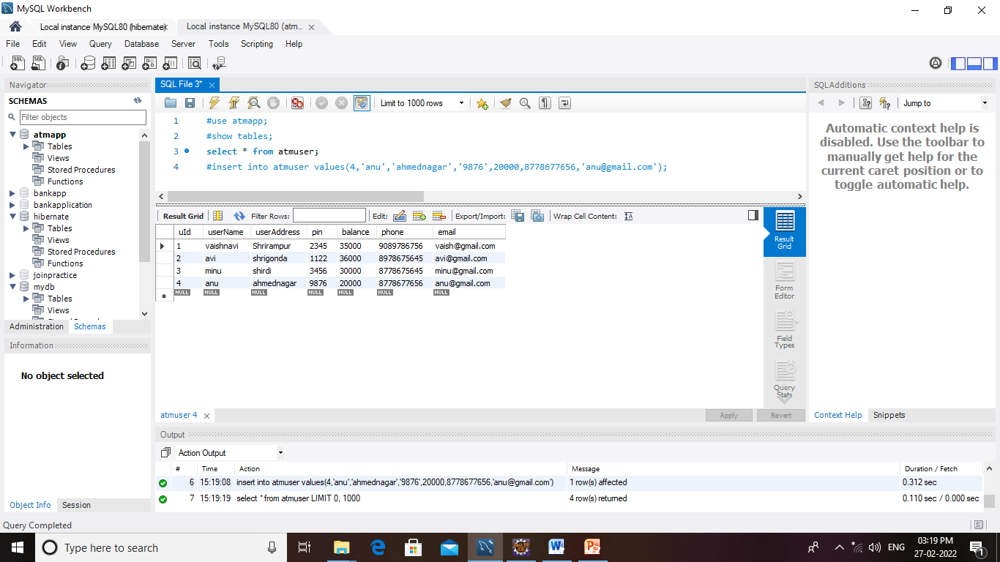 MySQL Workbench
Local instance MySQL80 (hibernate)
Local instance MySQL80 (atm...
File Edit View Query Database Server Tools Scripting Help
Navigator
SCHEMAS
Filter objects
atmapp
Tables
Views
Stored Procedures
Functions
bankapp
bankapplication
hibernate
Tables
Views
Stored Procedures
Functions
joinpractice
mydb
Tables
Views
Administration Schemas
Information
No object selected
Object Info Session
SQL File 3*
Limit to 1000 rows
1 #use atmapp;
2 #show tables;
3 select * from atmuser;
4 #insert into atmuser values(4,'anu','ahmednagar','9876',20000,8778677656,'anu@gmail.com');
Result Grid Filter Rows: Edit: Export/Import: Wrap Cell Content:
uId userName userAddress pin balance phone email
1 vaishnavi Shrirampur 2345 35000 9089786756 vaish@gmail.com
2 avi shrigonda 1122 36000 8978675645 avi@gmail.com
3 minu shirdi 3456 30000 8778675645 minu@gmail.com
4 anu ahmednagar 9876 20000 8778677656 anu@gmail.com
NULL NULL NULL NULL NULL NULL NULL
Result
Grid
Form
Editor
Field
Types
Query
Stats
atmuser 4
Apply Revert
SQLAdditions
Jump to
Automatic context help is
disabled. Use the toolbar to
manually get help for the
current caret position or to
toggle automatic help.
Context Help Snippets
Output
Action Output
# Time Action Message Duration / Fetch
6 15:19:08 insert into atmuser values(4,'anu','ahmednagar','9876',20000,8778677656,'anu@gmail.com') 1 row(s) affected 0.312 sec
7 15:19:19 select * from atmuser LIMIT 0, 1000 4 row(s) returned 0.110 sec / 0.000 sec
Query Completed
Type here to search
ENG
03:19 PM
27-02-2022
1